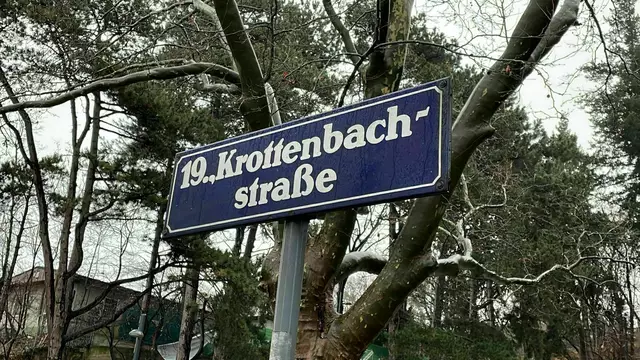 19., Krottenbach-
straße